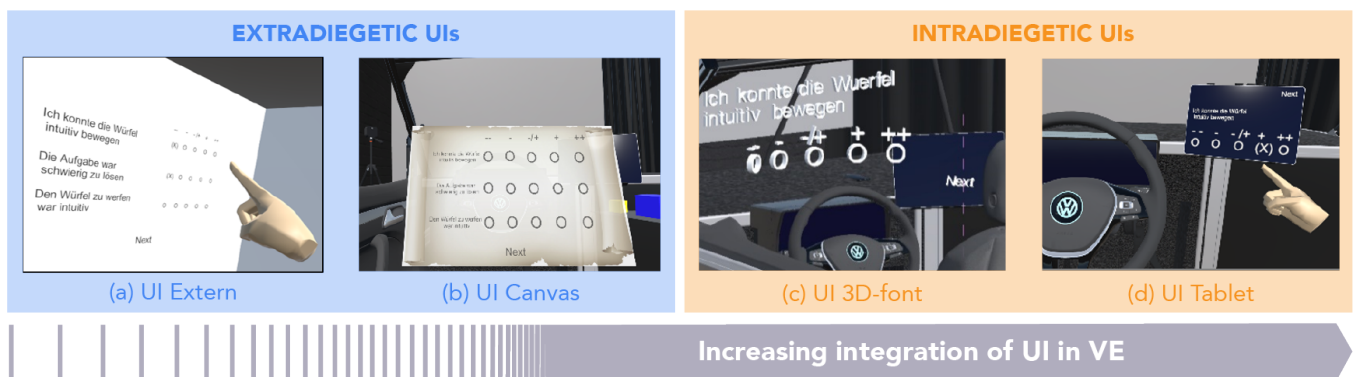 EXTRADIEGETIC UIs
INTRADIEGETIC UIs
Ich konnte die Würfel
intuitiv bewegen
-- - -/+ + ++
(X) O O O O
Die Aufgabe war
schwierig zu lösen
(X) O O O O
Den Würfel zu werfen
war intuitiv
O O O O O
Next
-- - -/+ + ++
Ich konnte die Würfel
intuitiv bewegen
O O O O O
Die Aufgabe war
schwierig zu lösen
O O O O O
Den Würfel zu werfen
war intuitiv
O O O O O
Next
Ich konnte die Wuerfel
intuitiv bewegen
-- - -/+ + ++
O O O O O
Next
Next
Ich konnte die Würfel
intuitiv bewegen
-- - -/+ + ++
O O O (X) O
(a) UI Extern
(b) UI Canvas
(c) UI 3D-font
(d) UI Tablet
Increasing integration of UI in VE